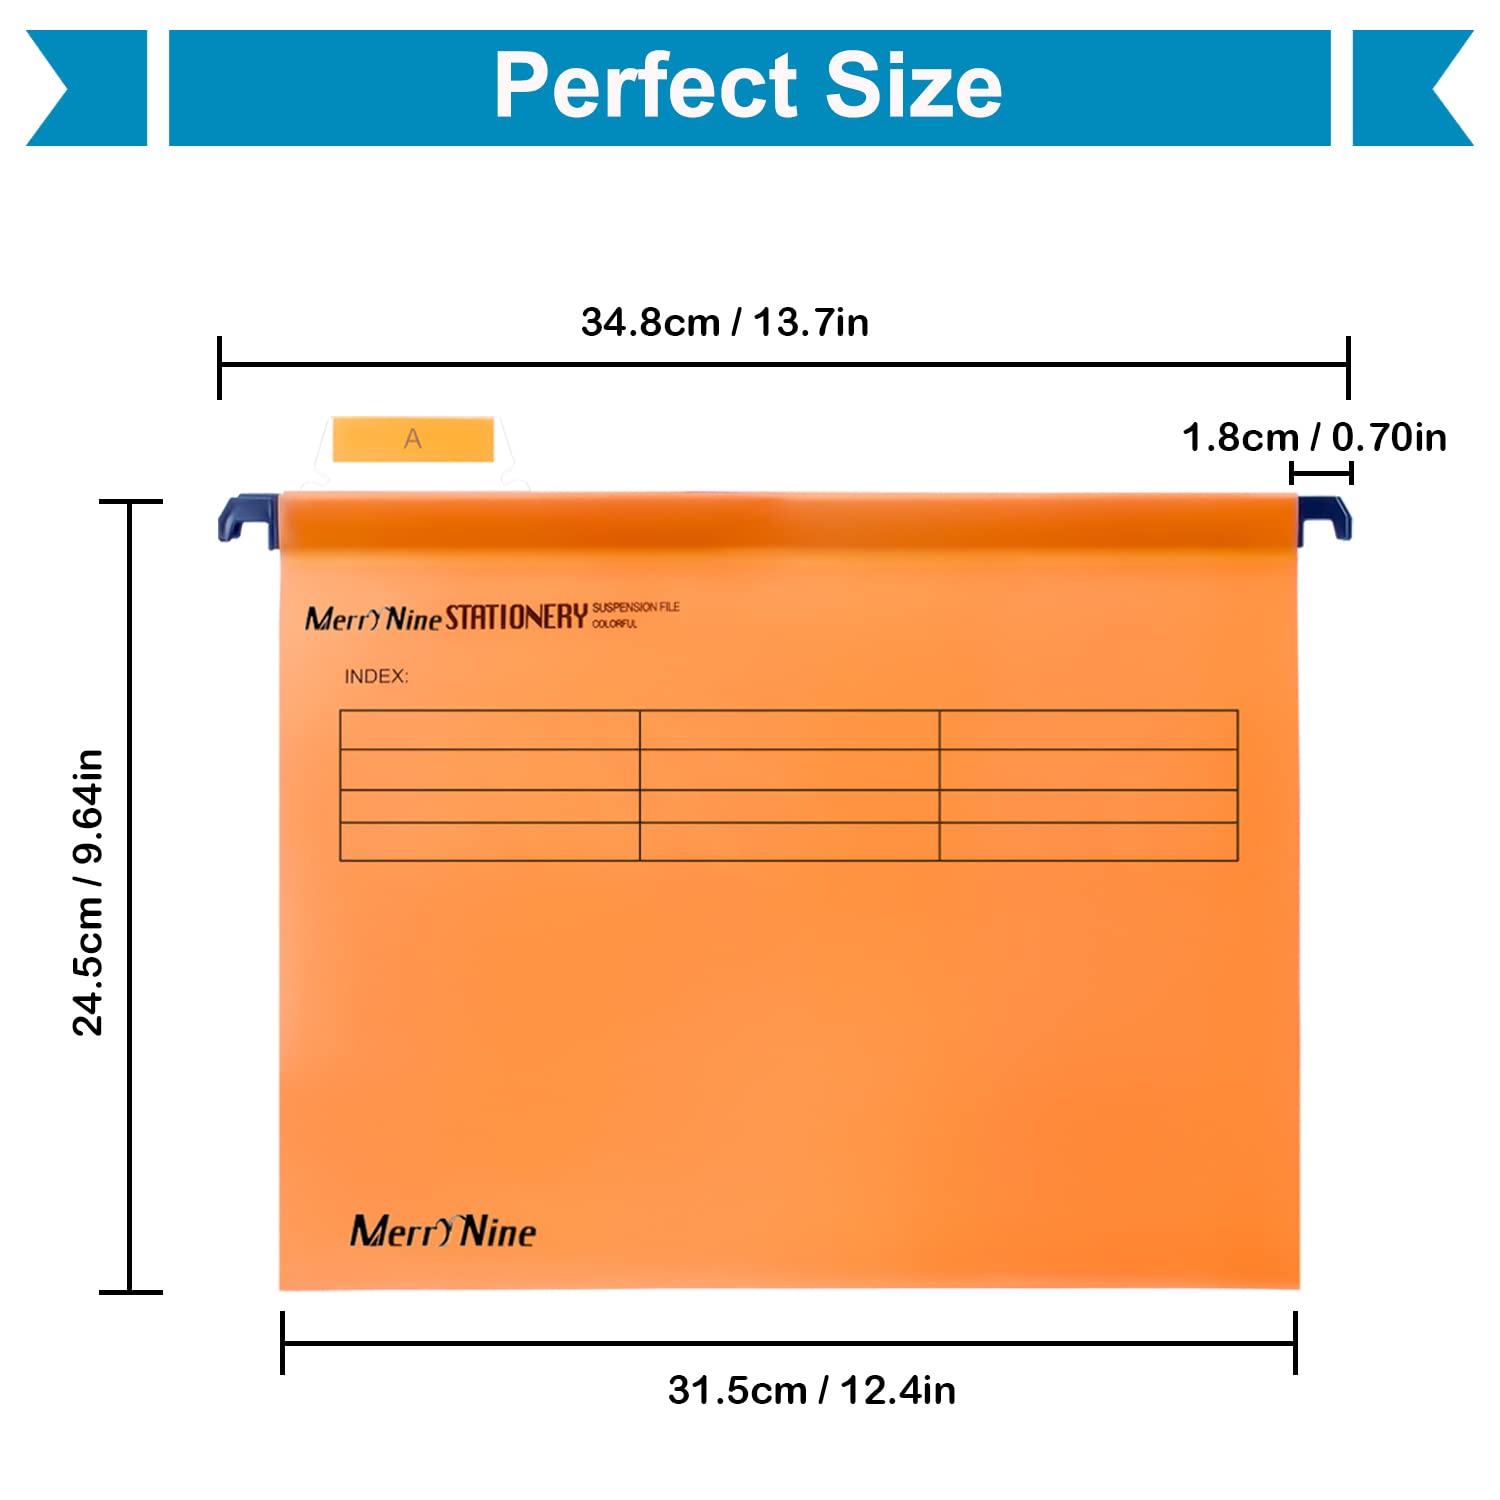 Perfect Size
34.8cm / 13.7in
1.8cm / 0.70in
A
MerryNine STATIONERY SUSPENSION FILE
COLORFUL
INDEX:
24.5cm / 9.64in
MerryNine
31.5cm / 12.4in